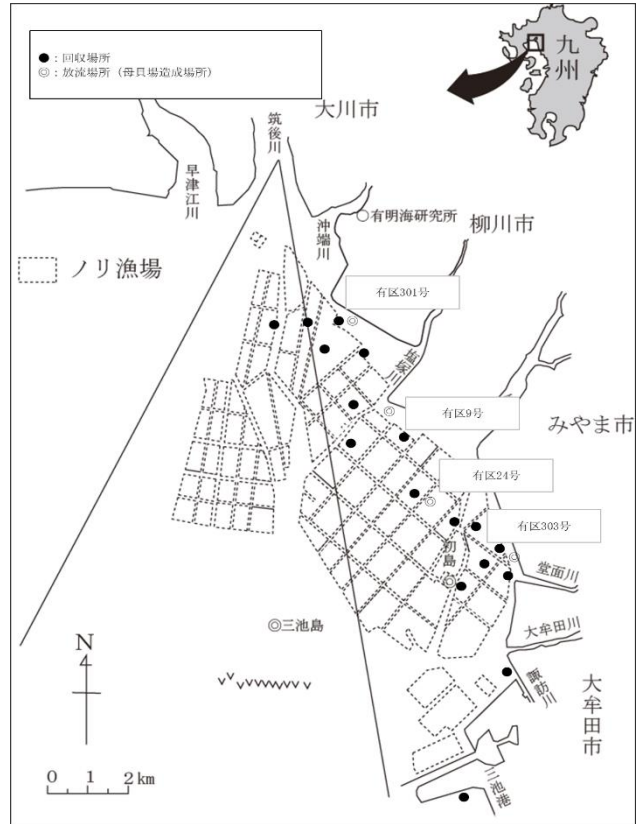 ●：回収場所
◎：放流場所（母貝場造成場所）
九州
大川市
筑後川
早津江川
沖端川
○有明海研究所
柳川市
ノリ漁場
有区301号
塩塚川
有区9号
みやま市
有区24号
有区303号
初島
堂面川
◎三池島
大牟田川
諏訪川
大牟田市
N
0 1 2km
三池港